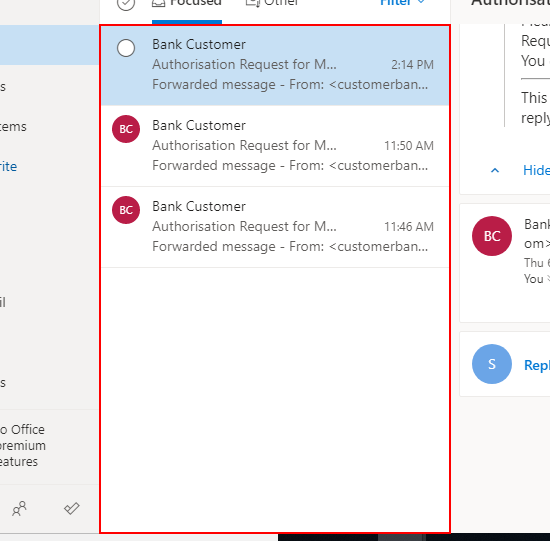 Focused
Other
Filter
Bank Customer
Authorisation Request for M...
2:14 PM
Forwarded message - From: <customerban...
BC
Bank Customer
Authorisation Request for M...
11:50 AM
Forwarded message - From: <customerban...
BC
Bank Customer
Authorisation Request for M...
11:46 AM
Forwarded message - From: <customerban...
s
ems
rite
il
s
o Office
premium
eatures
Authorisa
Requ
You
This
reply
Hide
BC
Bank
om>
Thu 6
You
S
Repl